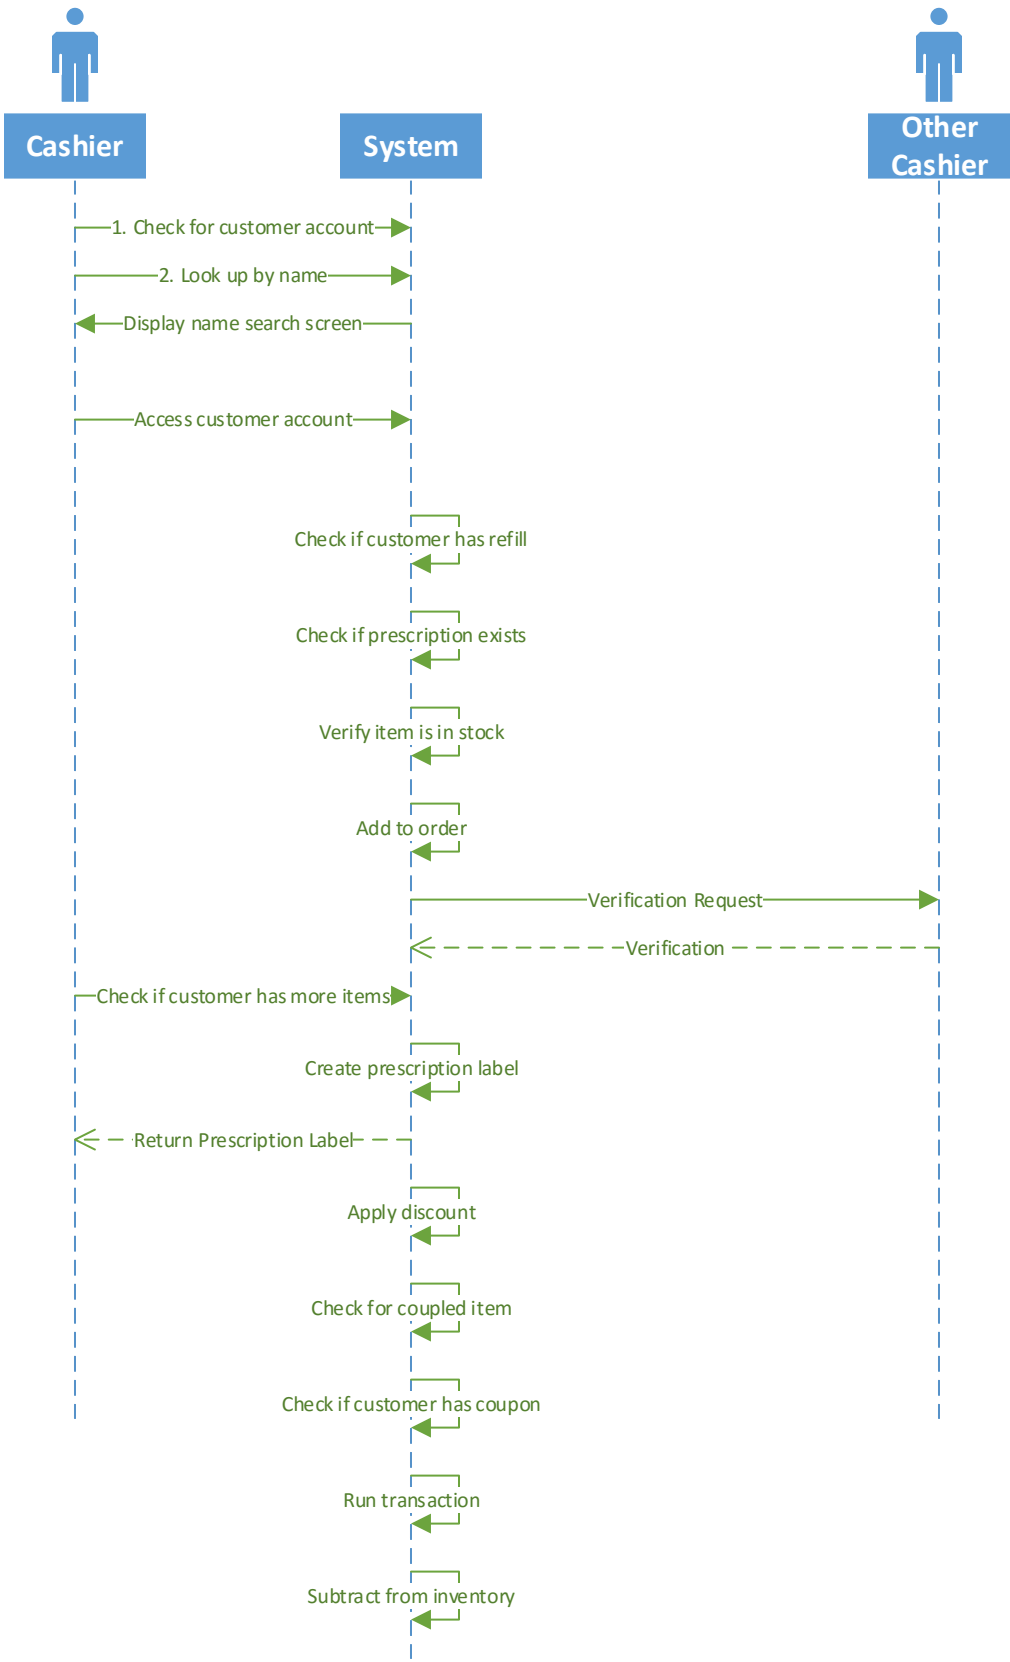 Cashier
System
Other
Cashier
1. Check for customer account
2. Look up by name
Display name search screen
Access customer account
Check if customer has refill
Check if prescription exists
Verify item is in stock
Add to order
Verification Request
Verification
Check if customer has more items
Create prescription label
Return Prescription Label
Apply discount
Check for coupled item
Check if customer has coupon
Run transaction
Subtract from inventory